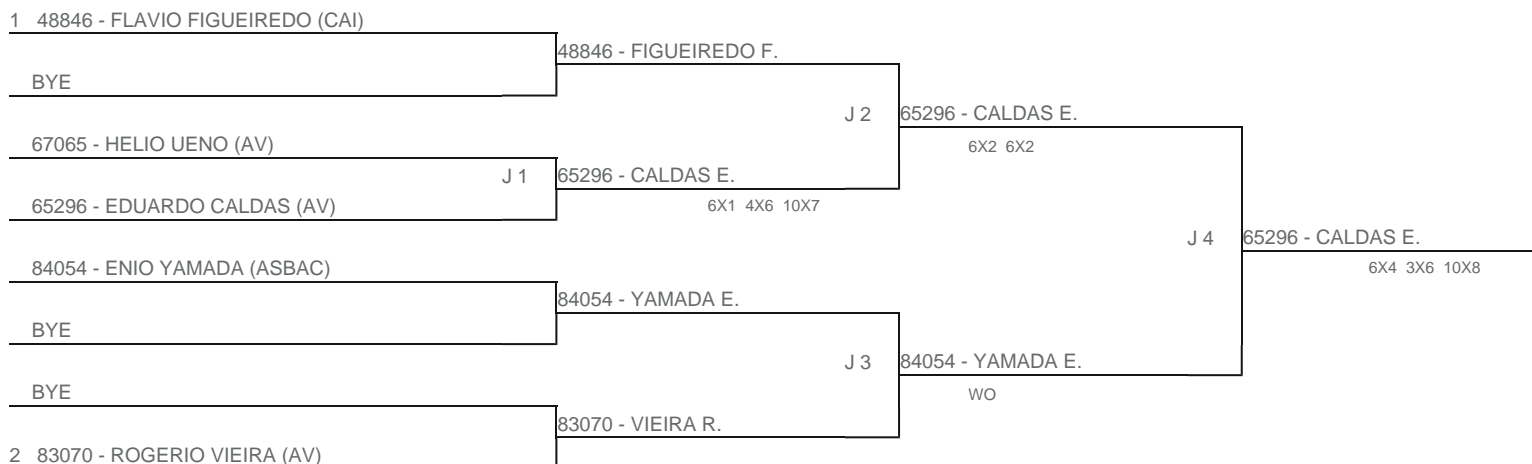 1 48846 - FLAVIO FIGUEIREDO (CAI)
48846 - FIGUEIREDO F.
BYE
J 2 65296 - CALDAS E.
67065 - HELIO UENO (AV)
6X2 6X2
J 1 65296 - CALDAS E.
65296 - EDUARDO CALDAS (AV)
6X1 4X6 10X7
J 4 65296 - CALDAS E.
84054 - ENIO YAMADA (ASBAC)
6X4 3X6 10X8
84054 - YAMADA E.
BYE
J 3 84054 - YAMADA E.
BYE
WO
83070 - VIEIRA R.
2 83070 - ROGERIO VIEIRA (AV)